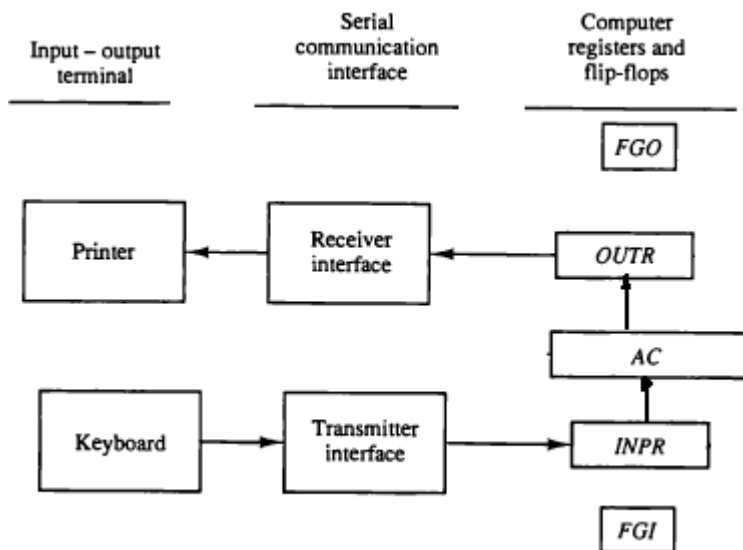 Input – output
terminal
Serial
communication
interface
Computer
registers and
flip-flops
FGO
Printer
Receiver
interface
OUTR
AC
Keyboard
Transmitter
interface
INPR
FGI